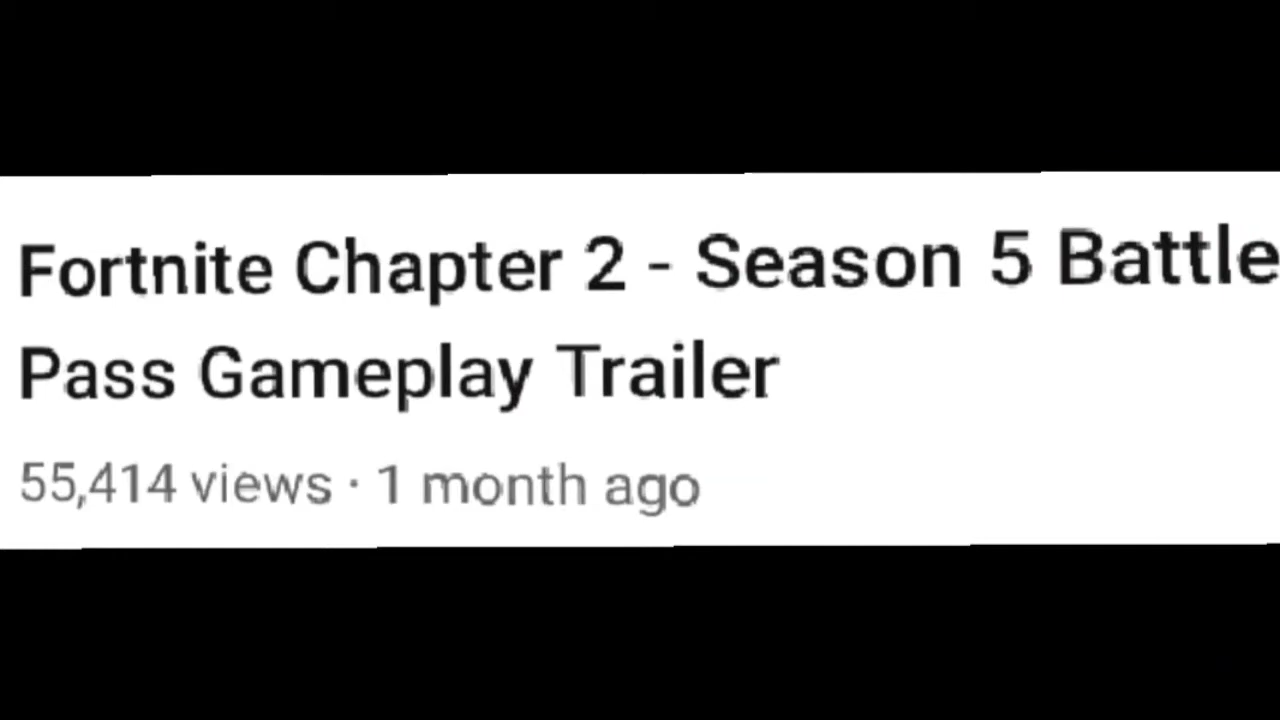 Fortnite Chapter 2 - Season 5 Battle
Pass Gameplay Trailer
55,414 views · 1 month ago